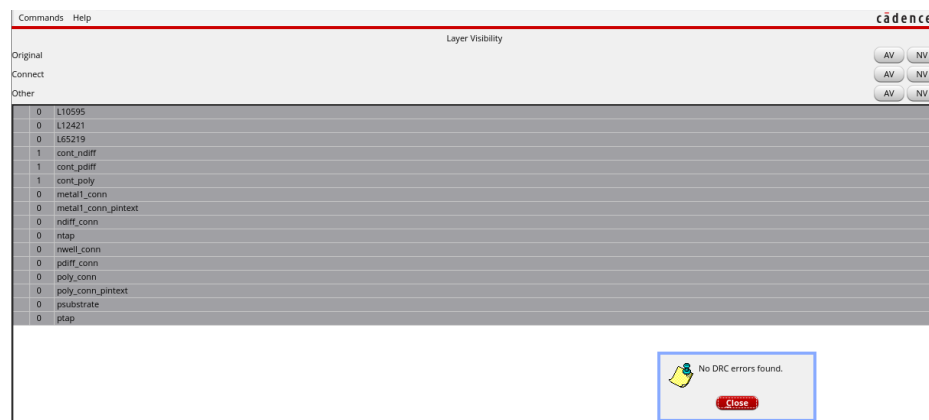 Commands Help cādence
Layer Visibility
Original AV NV
Connect AV NV
Other AV NV
0 L10595
0 L12421
0 L65219
1 cont_ndiff
1 cont_pdiff
1 cont_poly
0 metal1_conn
0 metal1_conn_pintext
0 ndiff_conn
0 ntap
0 nwell_conn
0 pdiff_conn
0 poly_conn
0 poly_conn_pintext
0 psubstrate
0 ptap
No DRC errors found.
Close